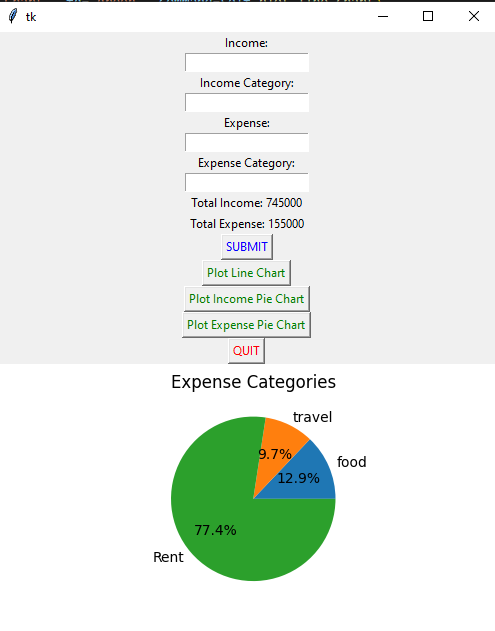 tk
Income:
Income Category:
Expense:
Expense Category:
Total Income: 745000
Total Expense: 155000
SUBMIT
Plot Line Chart
Plot Income Pie Chart
Plot Expense Pie Chart
QUIT
Expense Categories
travel
9.7%
food
12.9%
77.4%
Rent